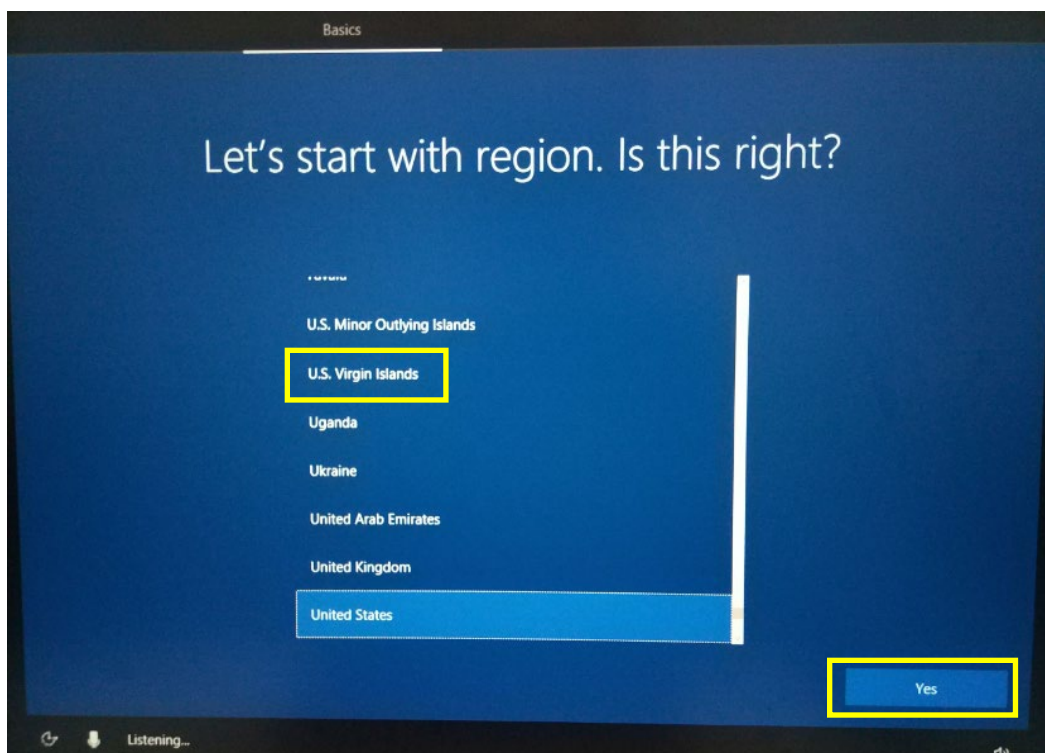 Basics
Let's start with region. Is this right?
U.S. Minor Outlying Islands
U.S. Virgin Islands
Uganda
Ukraine
United Arab Emirates
United Kingdom
United States
Yes
Listening...